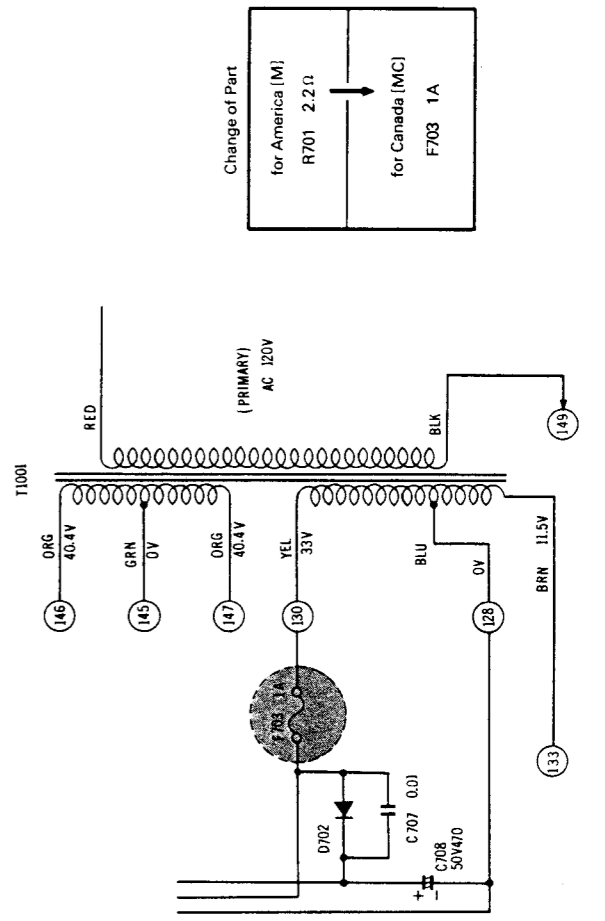 Change of Part
for America [M]
R701 2.2Ω
for Canada [MC]
F703 1A
T1001
RED
(PRIMARY)
AC 120V
BLK
149
146
ORG
40.4V
145
GRN
0V
147
ORG
40.4V
130
YEL
33V
128
BLU
0V
133
BRN 11.5V
F703 1A
D702
C707 0.01
C708
50V470
+
-